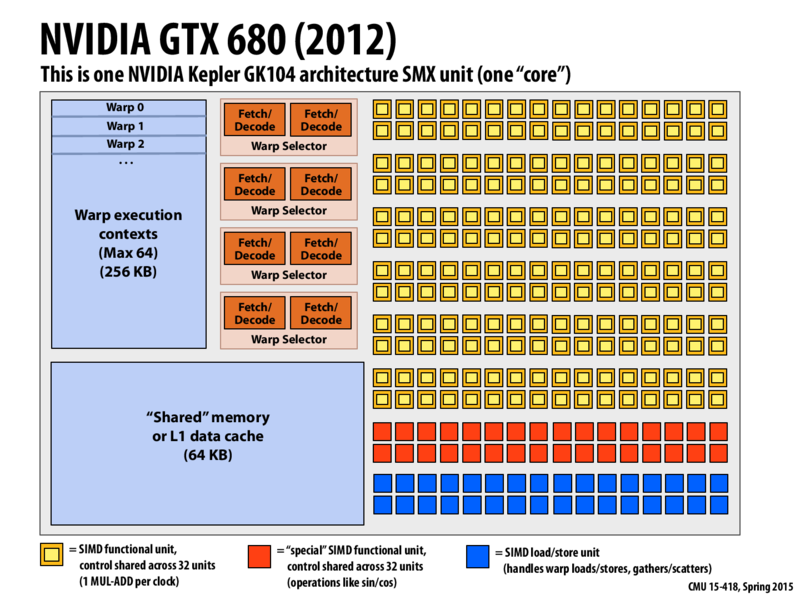 NVIDIA GTX 680 (2012)
This is one NVIDIA Kepler GK104 architecture SMX unit (one “core”)
Warp 0
Warp 1
Warp 2
. . .
Warp execution
contexts
(Max 64)
(256 KB)
Fetch/
Decode
Fetch/
Decode
Warp Selector
Fetch/
Decode
Fetch/
Decode
Warp Selector
Fetch/
Decode
Fetch/
Decode
Warp Selector
Fetch/
Decode
Fetch/
Decode
Warp Selector
“Shared” memory
or L1 data cache
(64 KB)
= SIMD functional unit,
control shared across 32 units
(1 MUL-ADD per clock)
= “special” SIMD functional unit,
control shared across 32 units
(operations like sin/cos)
= SIMD load/store unit
(handles warp loads/stores, gathers/scatters)
CMU 15-418, Spring 2015